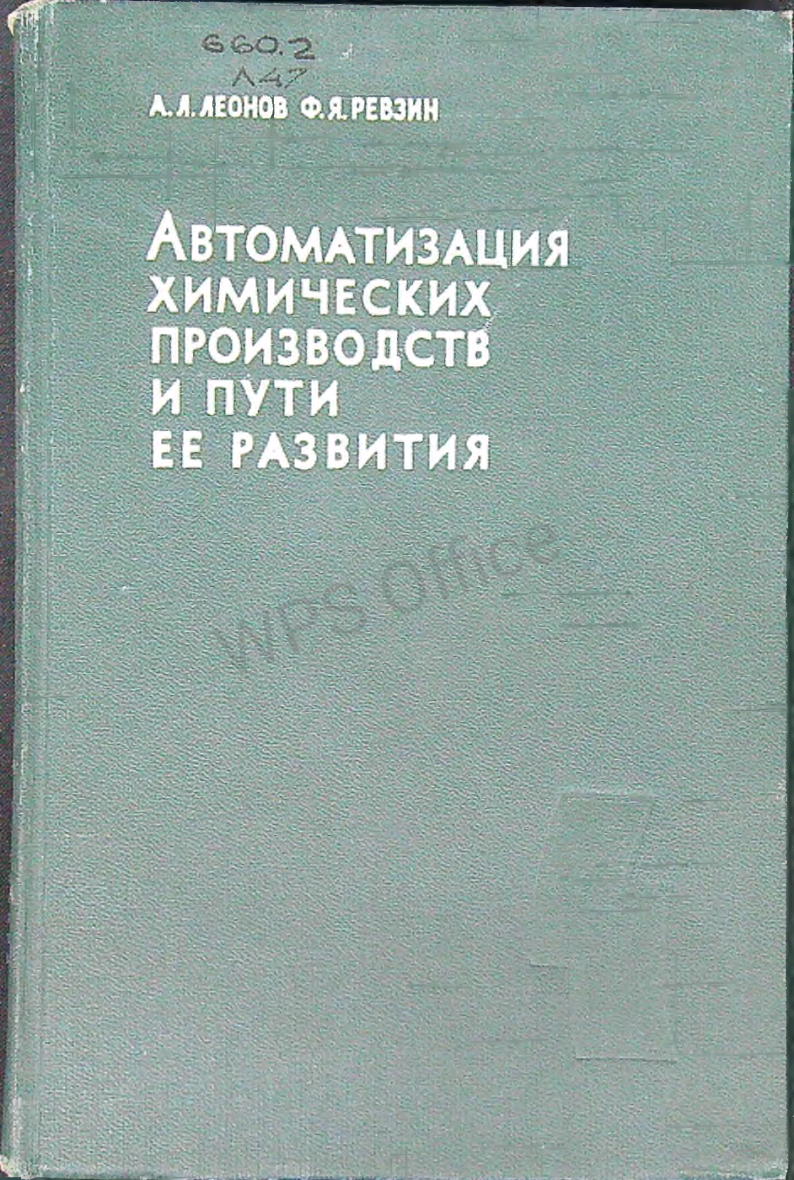 660.2
Л47
А.Л.ЛЕОНОВ Ф.Я.РЕВЗИН
АВТОМАТИЗАЦИЯ
ХИМИЧЕСКИХ
ПРОИЗВОДСТВ
И ПУТИ
ЕЕ РАЗВИТИЯ
WPS Office